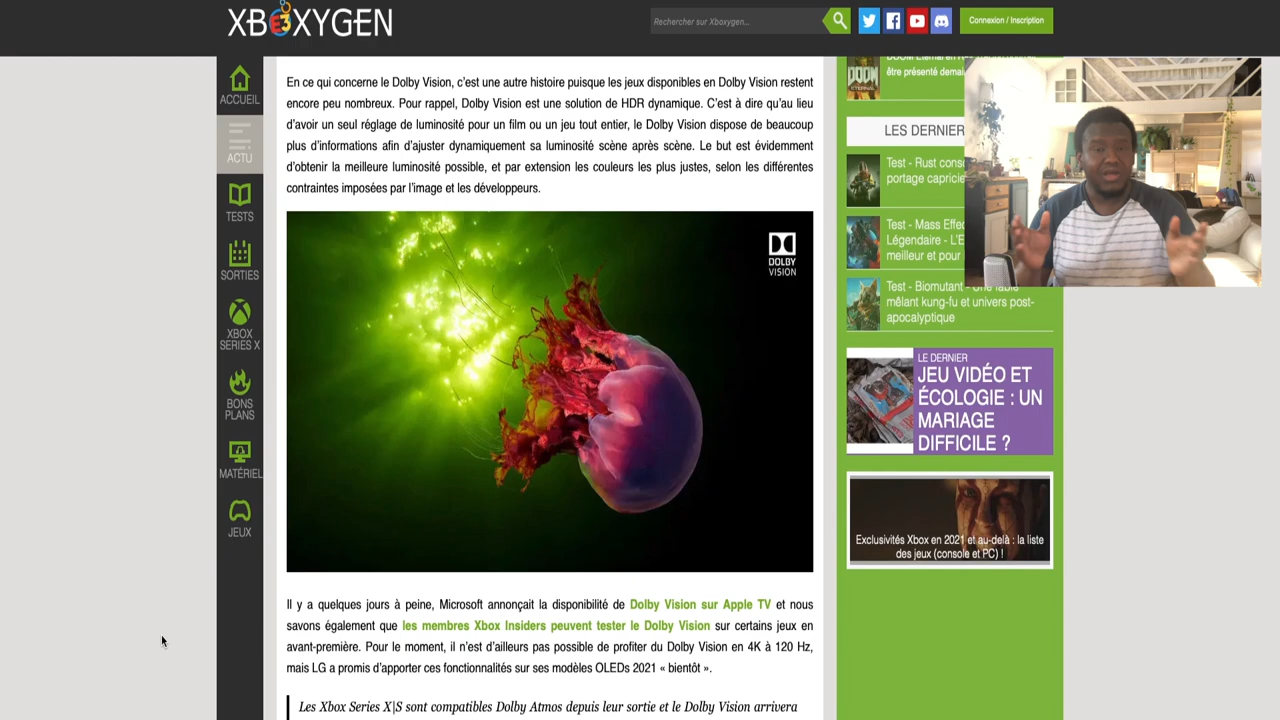 XBOXYGEN
E3
Rechercher sur Xboxygen...
Connexion / Inscription
ACCUEIL
ACTU
TESTS
SORTIES
XBOX
SERIES X
BONS
PLANS
MATÉRIEL
JEUX
En ce qui concerne le Dolby Vision, c’est une autre histoire puisque les jeux disponibles en Dolby Vision restent
encore peu nombreux. Pour rappel, Dolby Vision est une solution de HDR dynamique. C’est à dire qu’au lieu
d’avoir un seul réglage de luminosité pour un film ou un jeu tout entier, le Dolby Vision dispose de beaucoup
plus d’informations afin d’ajuster dynamiquement sa luminosité scène après scène. Le but est évidemment
d’obtenir la meilleure luminosité possible, et par extension les couleurs les plus justes, selon les différentes
contraintes imposées par l’image et les développeurs.
DOLBY
VISION
Il y a quelques jours à peine, Microsoft annonçait la disponibilité de Dolby Vision sur Apple TV et nous
savons également que les membres Xbox Insiders peuvent tester le Dolby Vision sur certains jeux en
avant-première. Pour le moment, il n’est d’ailleurs pas possible de profiter du Dolby Vision en 4K à 120 Hz,
mais LG a promis d’apporter ces fonctionnalités sur ses modèles OLEDs 2021 « bientôt ».
Les Xbox Series X|S sont compatibles Dolby Atmos depuis leur sortie et le Dolby Vision arrivera
DOOM
être présenté demai
LES DERNIER
Test - Rust cons
portage capricie
Test - Mass Effec
Légendaire - L'E
meilleur et pour
Test - Biomutant - Une fable
mêlant kung-fu et univers post-
apocalyptique
LE DERNIER
JEU VIDÉO ET
ÉCOLOGIE : UN
MARIAGE
DIFFICILE ?
Exclusivités Xbox en 2021 et au-delà : la liste
des jeux (console et PC) !